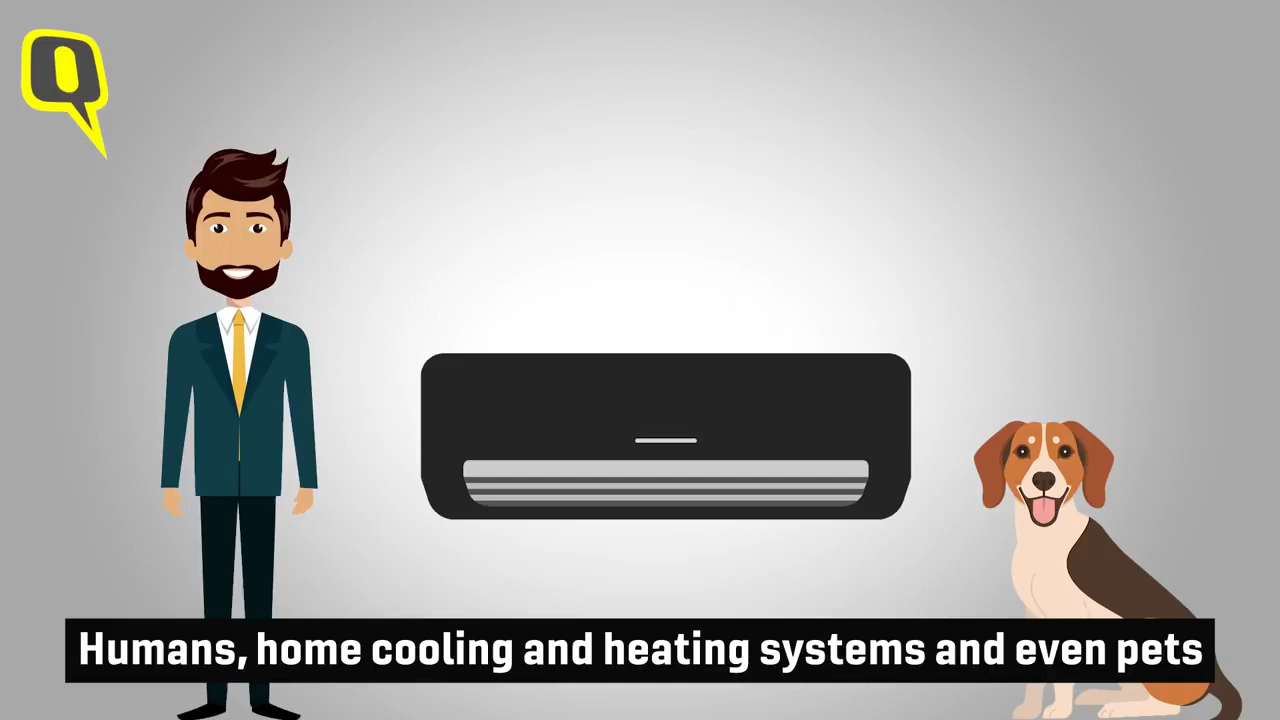 Q
Humans, home cooling and heating systems and even pets